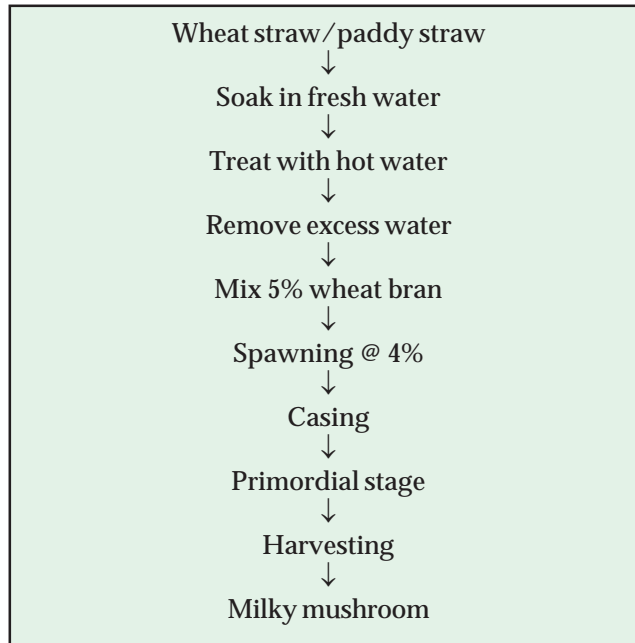 Wheat straw/paddy straw
↓
Soak in fresh water
↓
Treat with hot water
↓
Remove excess water
↓
Mix 5% wheat bran
↓
Spawning @ 4%
↓
Casing
↓
Primordial stage
↓
Harvesting
↓
Milky mushroom